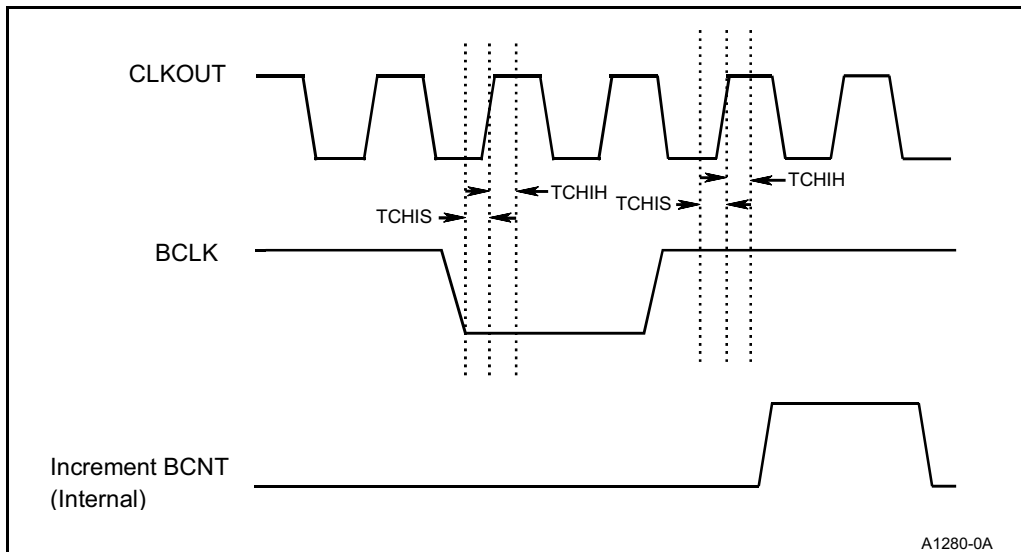 CLKOUT
TCHIH
TCHIS
TCHIH
TCHIS
BCLK
Increment BCNT
(Internal)
A1280-0A